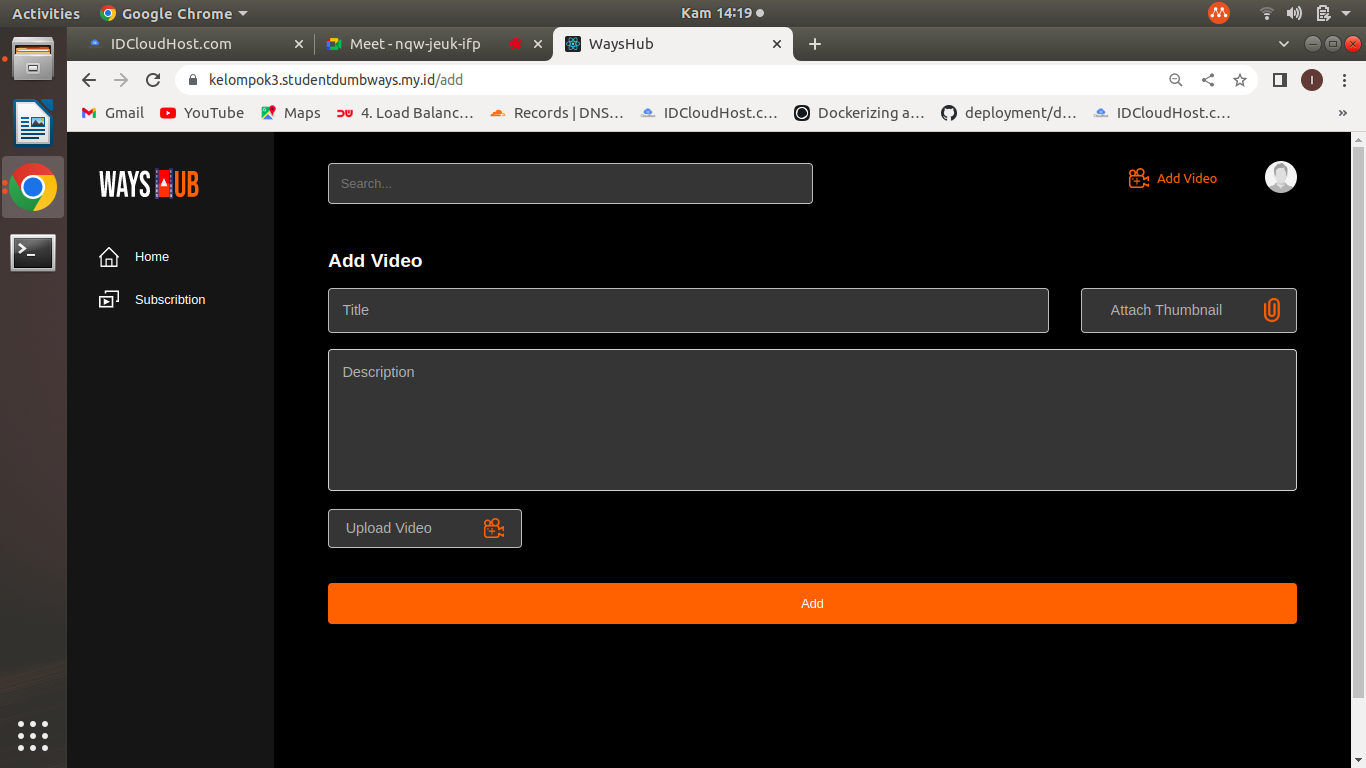 Activities Google Chrome Kam 14:19
IDCloudHost.com Meet - nqw-jeuk-ifp WaysHub
kelompok3.studentdumbways.my.id/add I
Gmail YouTube Maps 4. Load Balanc… Records | DNS… IDCloudHost.c… Dockerizing a… deployment/d… IDCloudHost.c… »
WAYS HUB
Search...
Add Video
Home
Subscribtion
Add Video
Title
Attach Thumbnail
Description
Upload Video
Add